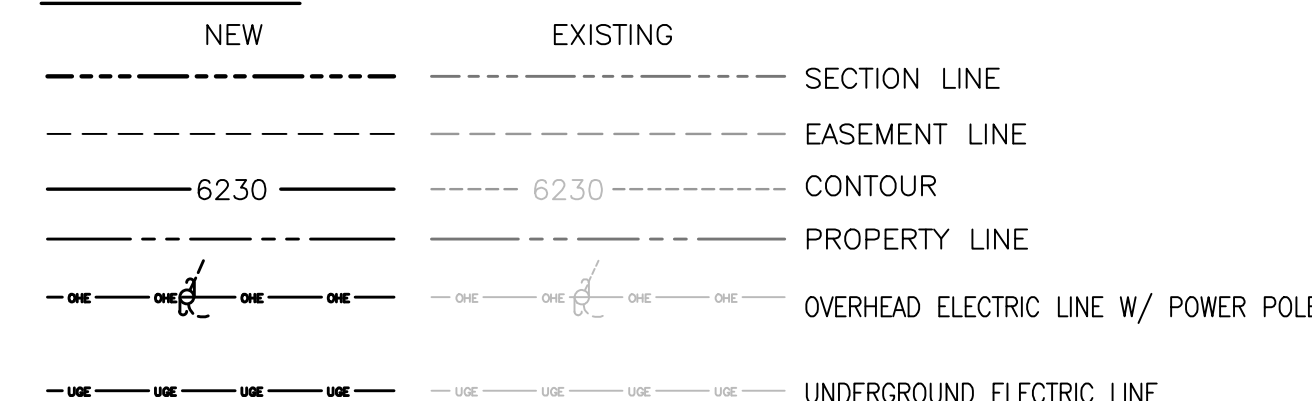 NEW EXISTING
SECTION LINE
EASEMENT LINE
6230 6230 CONTOUR
PROPERTY LINE
OHE OHE OHE OHE OHE OHE OHE OHE OVERHEAD ELECTRIC LINE W/ POWER POLE
UGE UGE UGE UGE UGE UGE UGE UGE UNDERGROUND ELECTRIC LINE